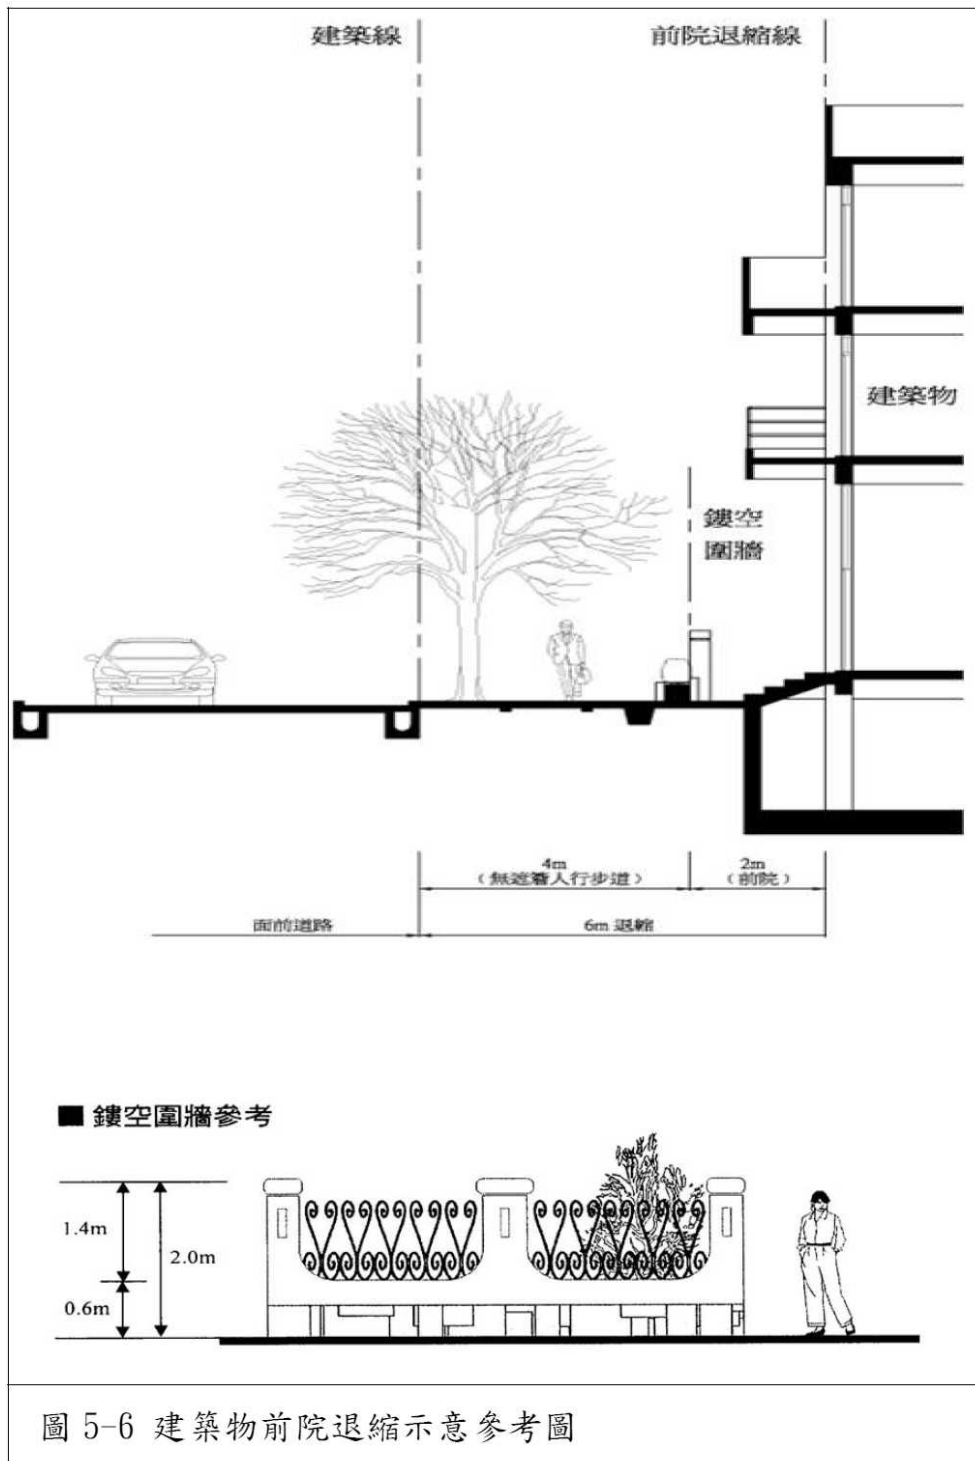 建築線
前院退縮線
建築物
鏤空
圍牆
4m
（無遮簷人行步道）
2m
（前院）
面前道路
6m 退縮
■ 鏤空圍牆參考
1.4m
2.0m
0.6m
圖 5-6 建築物前院退縮示意參考圖